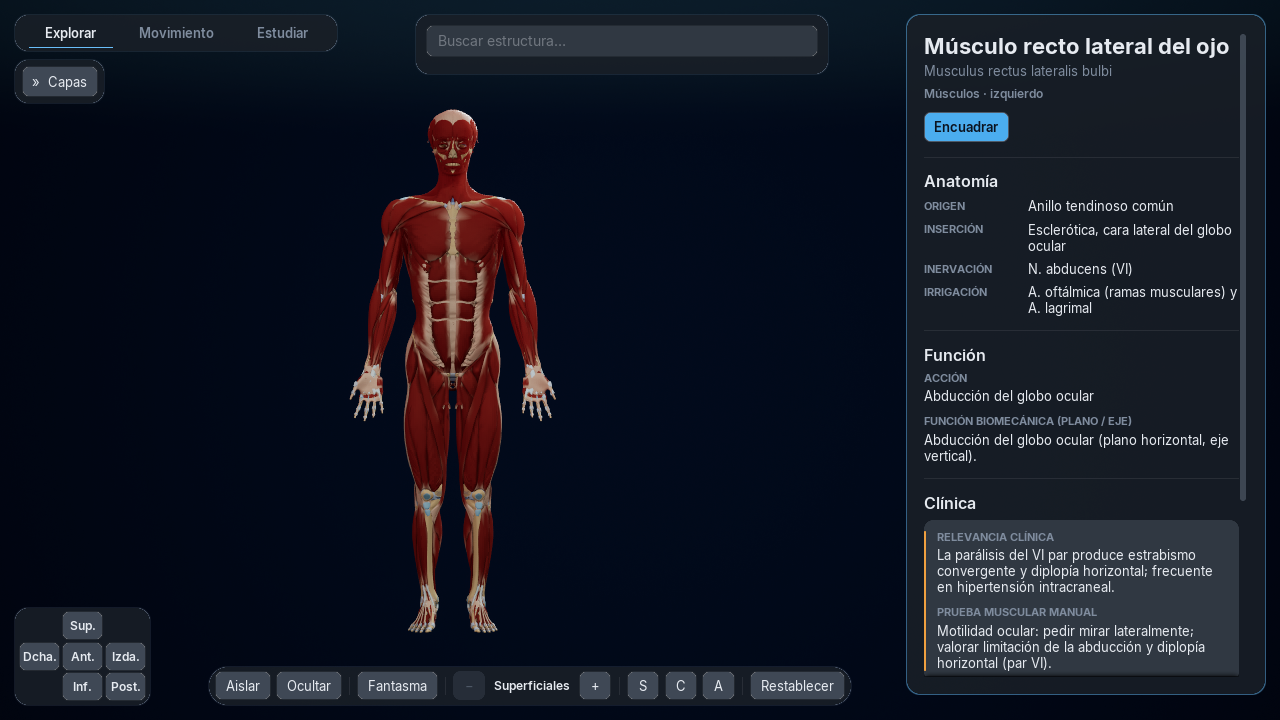 Explorar
Movimiento
Estudiar
Buscar estructura...
» Capas
Músculo recto lateral del ojo
Musculus rectus lateralis bulbi
Músculos · izquierdo
Encuadrar
Anatomía
ORIGEN
Anillo tendinoso común
INSERCIÓN
Esclerótica, cara lateral del globo
ocular
INERVACIÓN
N. abducens (VI)
IRRIGACIÓN
A. oftálmica (ramas musculares) y
A. lagrimal
Función
ACCIÓN
Abducción del globo ocular
FUNCIÓN BIOMECÁNICA (PLANO / EJE)
Abducción del globo ocular (plano horizontal, eje
vertical).
Clínica
RELEVANCIA CLÍNICA
La parálisis del VI par produce estrabismo
convergente y diplopía horizontal; frecuente
en hipertensión intracraneal.
PRUEBA MUSCULAR MANUAL
Motilidad ocular: pedir mirar lateralmente;
valorar limitación de la abducción y diplopía
horizontal (par VI).
Sup.
Dcha.
Ant.
Izda.
Inf.
Post.
Aislar
Ocultar
Fantasma
–
Superficiales
+
S
C
A
Restablecer